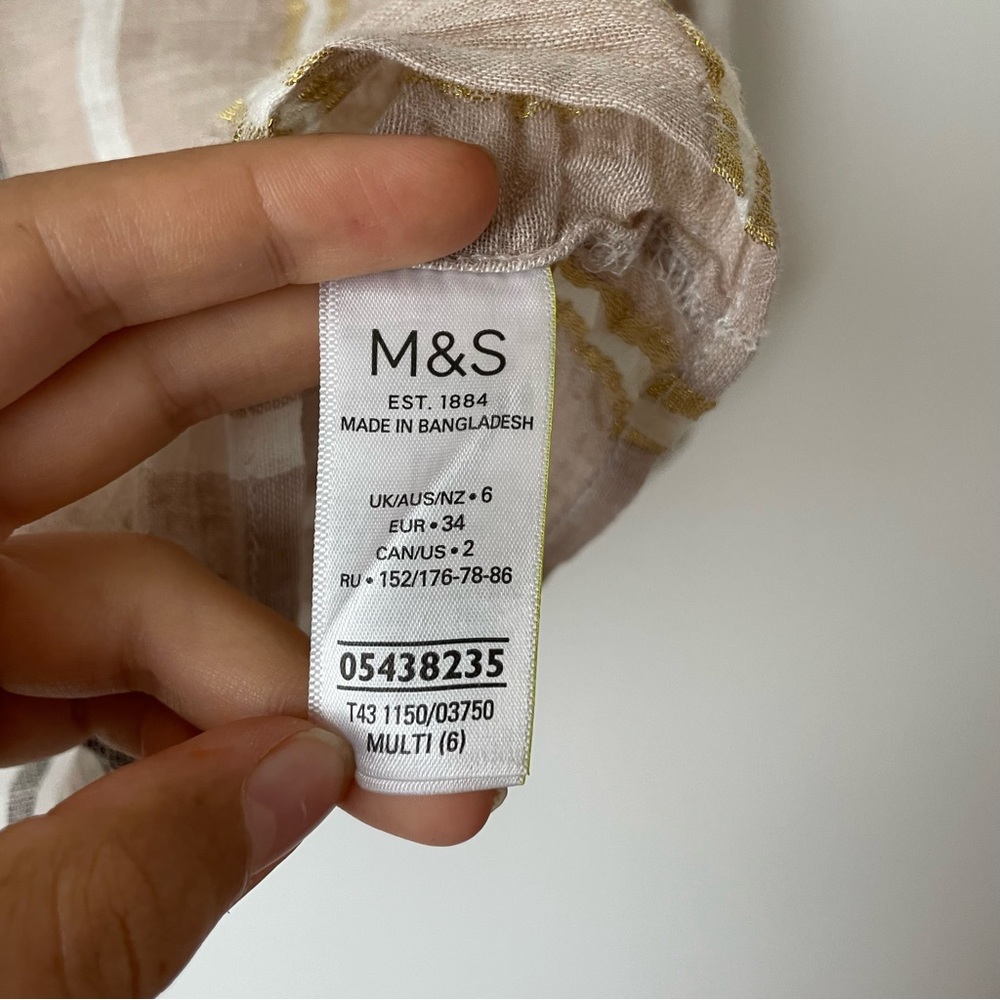 M&S
EST. 1884
MADE IN BANGLADESH
UK/AUS/NZ • 6
EUR • 34
CAN/US • 2
RU • 152/176-78-86
05438235
T43 1150/03750
MULTI (6)